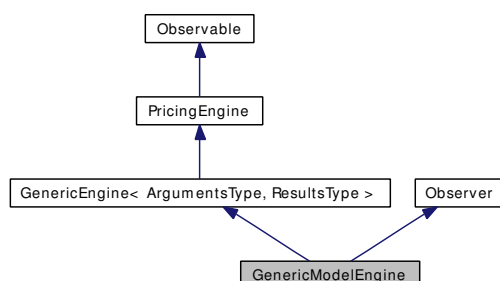 Observable
PricingEngine
GenericEngine< ArgumentsType, ResultsType >
Observer
GenericModelEngine